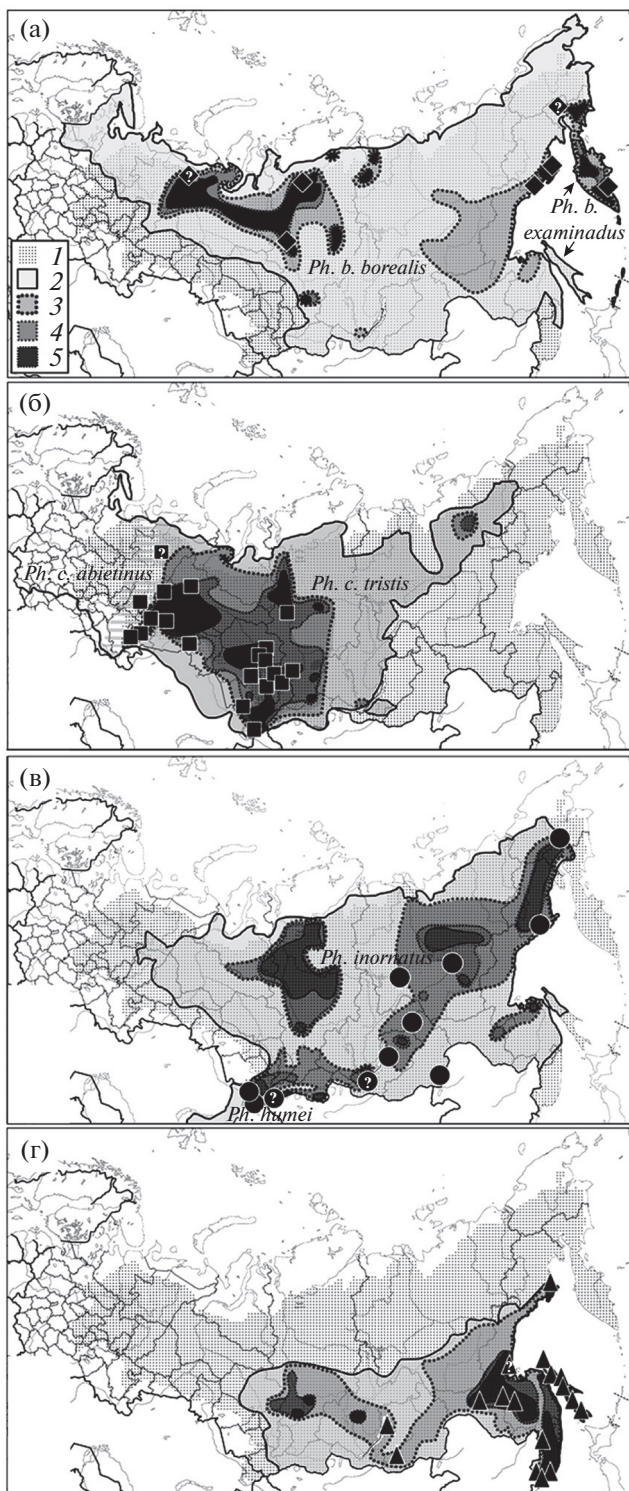 (а)
?
?
Ph. b.
examinadus
Ph. b. borealis
1
2
3
4
5
(б)
?
Ph. c. abietinus
Ph. c. tristis
(в)
Ph. inornatus
?
?
Ph. humei
(г)
?